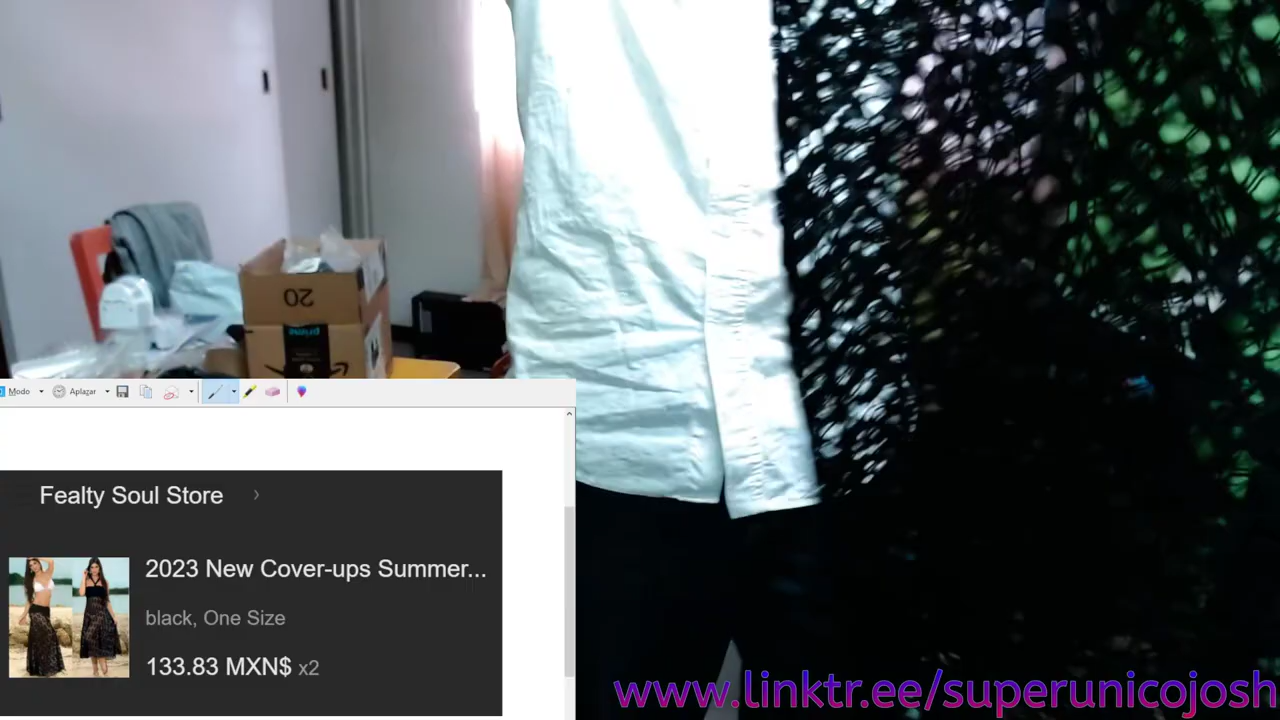 20
prime
Modo
Aplazar
Fealty Soul Store
2023 New Cover-ups Summer...
black, One Size
133.83 MXN$ x2
www.linktr.ee/superunicojosh